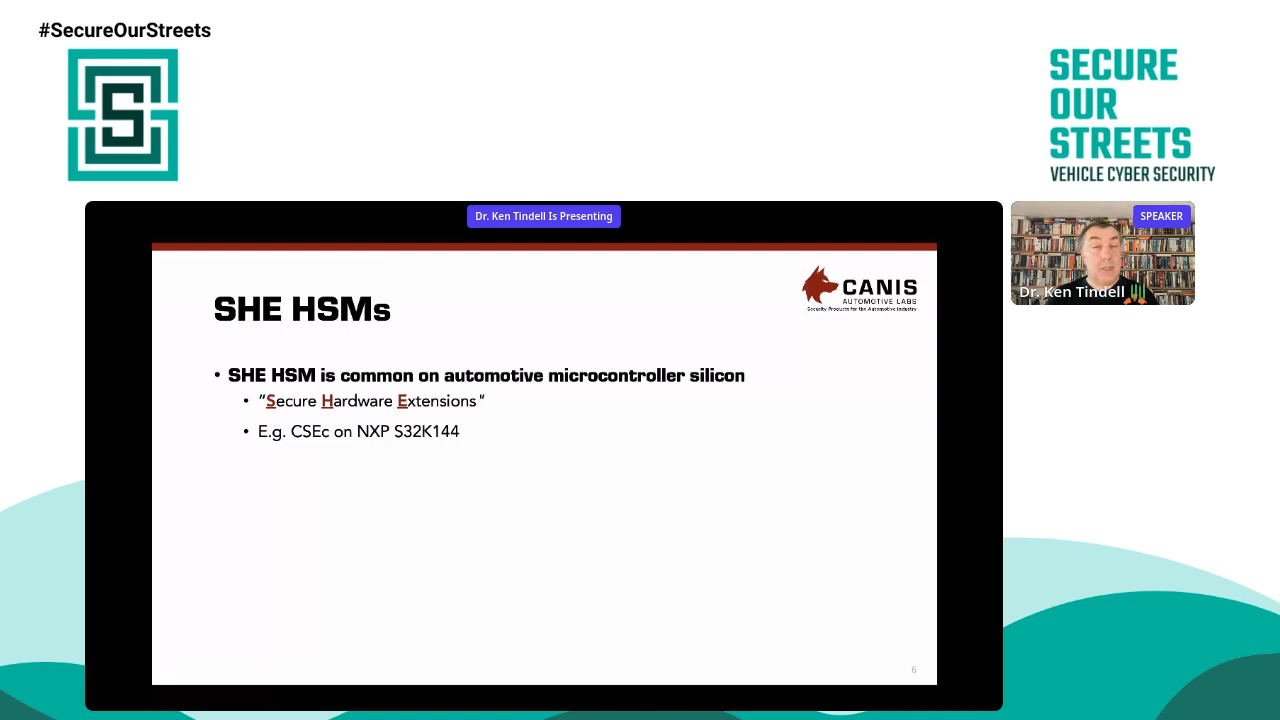 #SecureOurStreets
S
SECURE
OUR
STREETS
VEHICLE CYBER SECURITY
Dr. Ken Tindell Is Presenting
SPEAKER
Dr. Ken Tindell
CANIS
AUTOMOTIVE LABS
Security Products for the Automotive Industry
SHE HSMs
• SHE HSM is common on automotive microcontroller silicon
• "Secure Hardware Extensions"
• E.g. CSEc on NXP S32K144
6